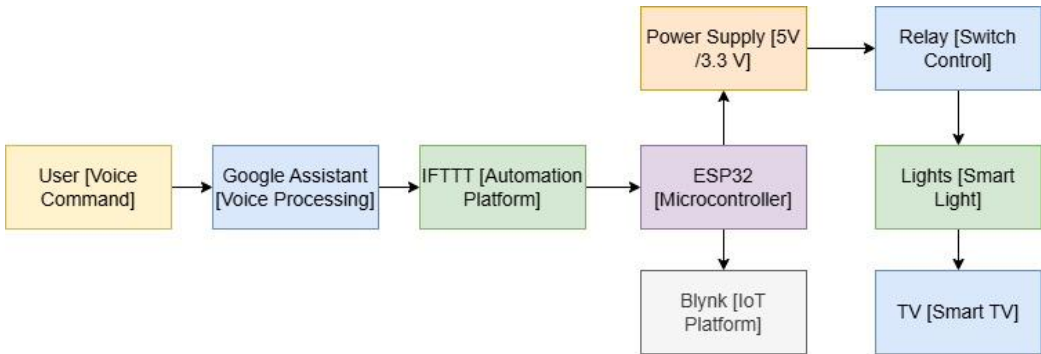 Power Supply [5V
/3.3 V]
Relay [Switch
Control]
User [Voice
Command]
Google Assistant
[Voice Processing]
IFTTT [Automation
Platform]
ESP32
[Microcontroller]
Lights [Smart
Light]
Blynk [IoT
Platform]
TV [Smart TV]